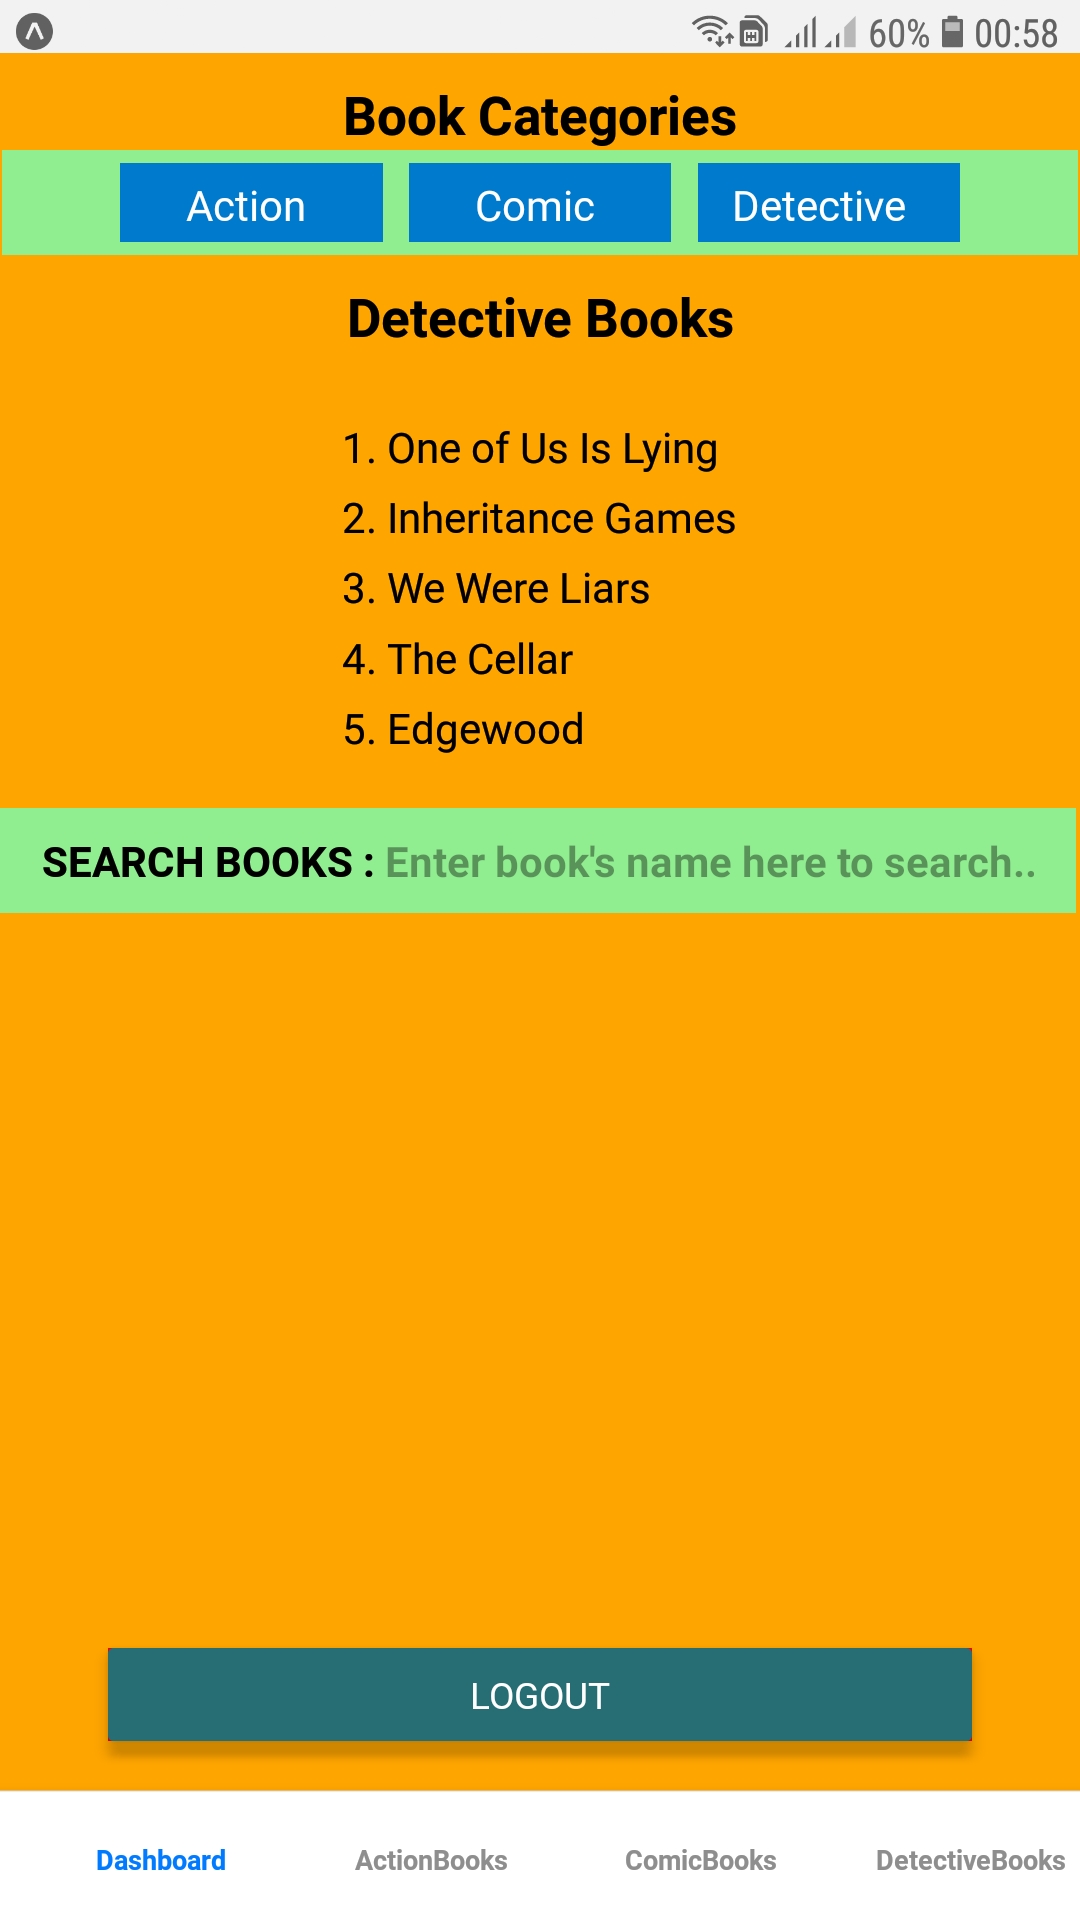 60% 00:58
Book Categories
Action Comic Detective
Detective Books
1. One of Us Is Lying
2. Inheritance Games
3. We Were Liars
4. The Cellar
5. Edgewood
SEARCH BOOKS : Enter book's name here to search..
LOGOUT
Dashboard ActionBooks ComicBooks DetectiveBooks